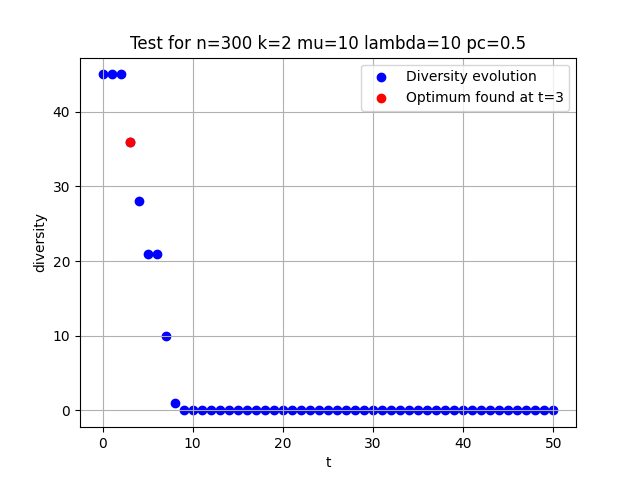 Test for n=300 k=2 mu=10 lambda=10 pc=0.5
Diversity evolution
Optimum found at t=3
diversity
40
30
20
10
0
0 10 20 30 40 50
t